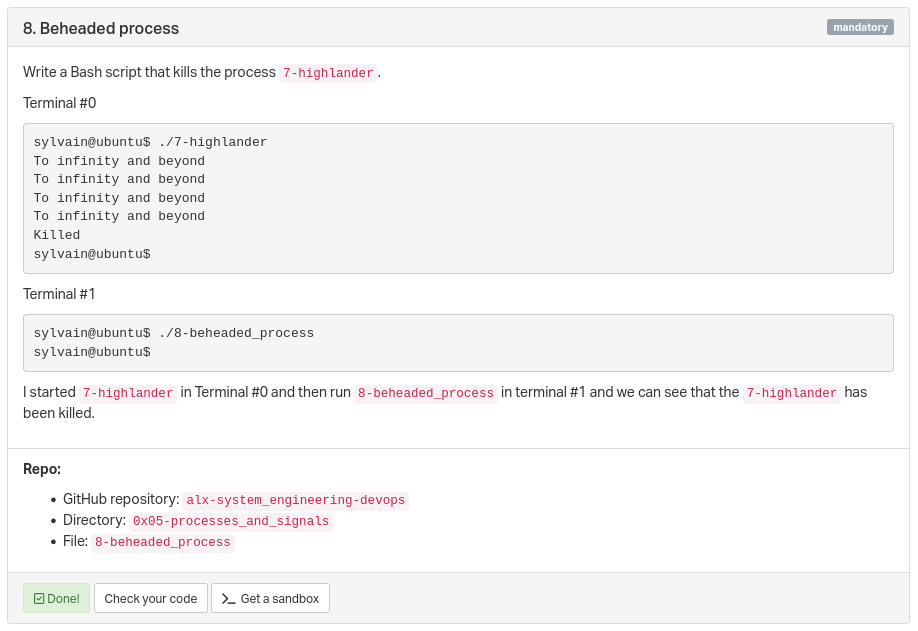 8. Beheaded process
mandatory
Write a Bash script that kills the process 7-highlander.
Terminal #0
sylvain@ubuntu$ ./7-highlander
To infinity and beyond
To infinity and beyond
To infinity and beyond
To infinity and beyond
Killed
sylvain@ubuntu$
Terminal #1
sylvain@ubuntu$ ./8-beheaded_process
sylvain@ubuntu$
I started 7-highlander in Terminal #0 and then run 8-beheaded_process in terminal #1 and we can see that the 7-highlander has
been killed.
Repo:
• GitHub repository: alx-system_engineering-devops
• Directory: 0x05-processes_and_signals
• File: 8-beheaded_process
Done! Check your code >_ Get a sandbox